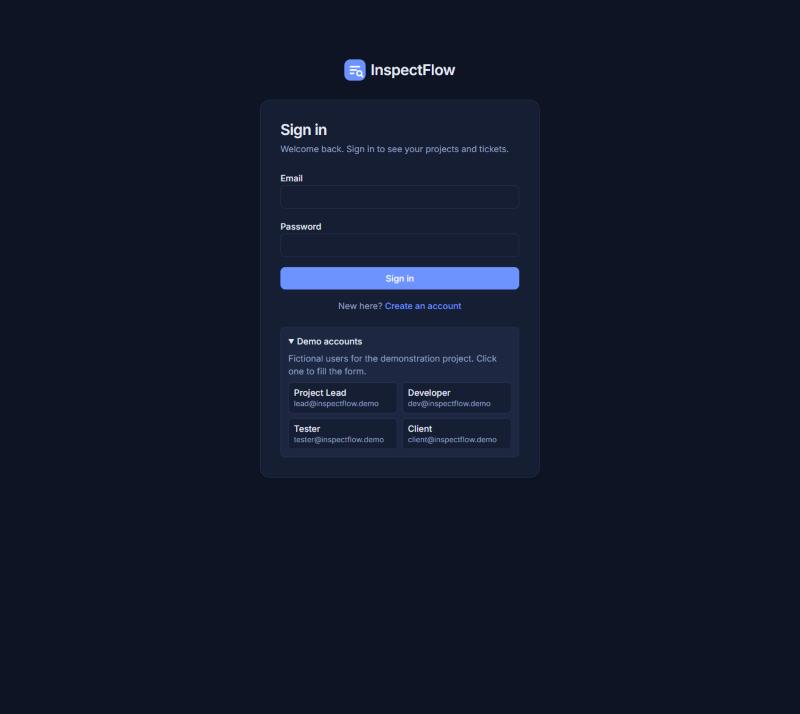 InspectFlow
Sign in
Welcome back. Sign in to see your projects and tickets.
Email
Password
Sign in
New here? Create an account
▼ Demo accounts
Fictional users for the demonstration project. Click
one to fill the form.
Project Lead
lead@inspectflow.demo
Developer
dev@inspectflow.demo
Tester
tester@inspectflow.demo
Client
client@inspectflow.demo